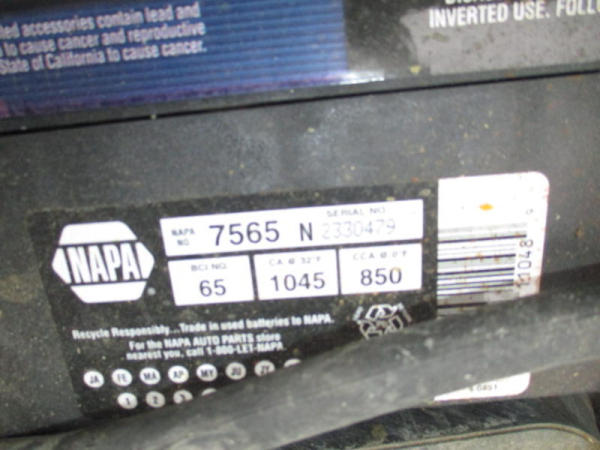 ted accessories contain lead and
to cause cancer and reproductive
State of California to cause cancer.
INVERTED USE. FOLLO
NAPA
NAPA NO. 7565 N
SERIAL NO.
2330479
BCI NO. 65
CA @ 32°F 1045
CCA @ 0°F 850
Recycle Responsibly...Trade in used batteries to NAPA.
For the NAPA AUTO PARTS store
nearest you, call 1-800-LET-NAPA
JA FE MA AP MY JU JY
1 2 3